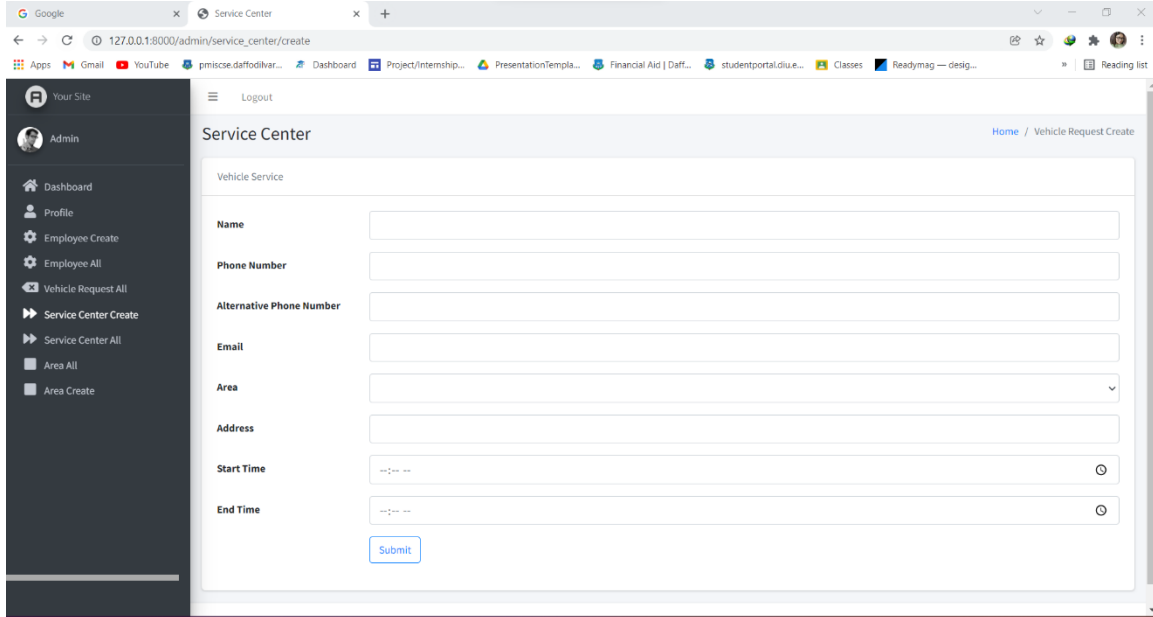 Google
Service Center
127.0.0.1:8000/admin/service_center/create
Apps Gmail YouTube pmiscse.daffodilvar... Dashboard Project/Internship... PresentationTempla... Financial Aid | Daff... studentportal.diu.e... Classes Readymag — desig... » Reading list
Your Site
Logout
Admin
Service Center
Home / Vehicle Request Create
Dashboard
Profile
Employee Create
Employee All
Vehicle Request All
Service Center Create
Service Center All
Area All
Area Create
Vehicle Service
Name
Phone Number
Alternative Phone Number
Email
Area
Address
Start Time --:-- --
End Time --:-- --
Submit